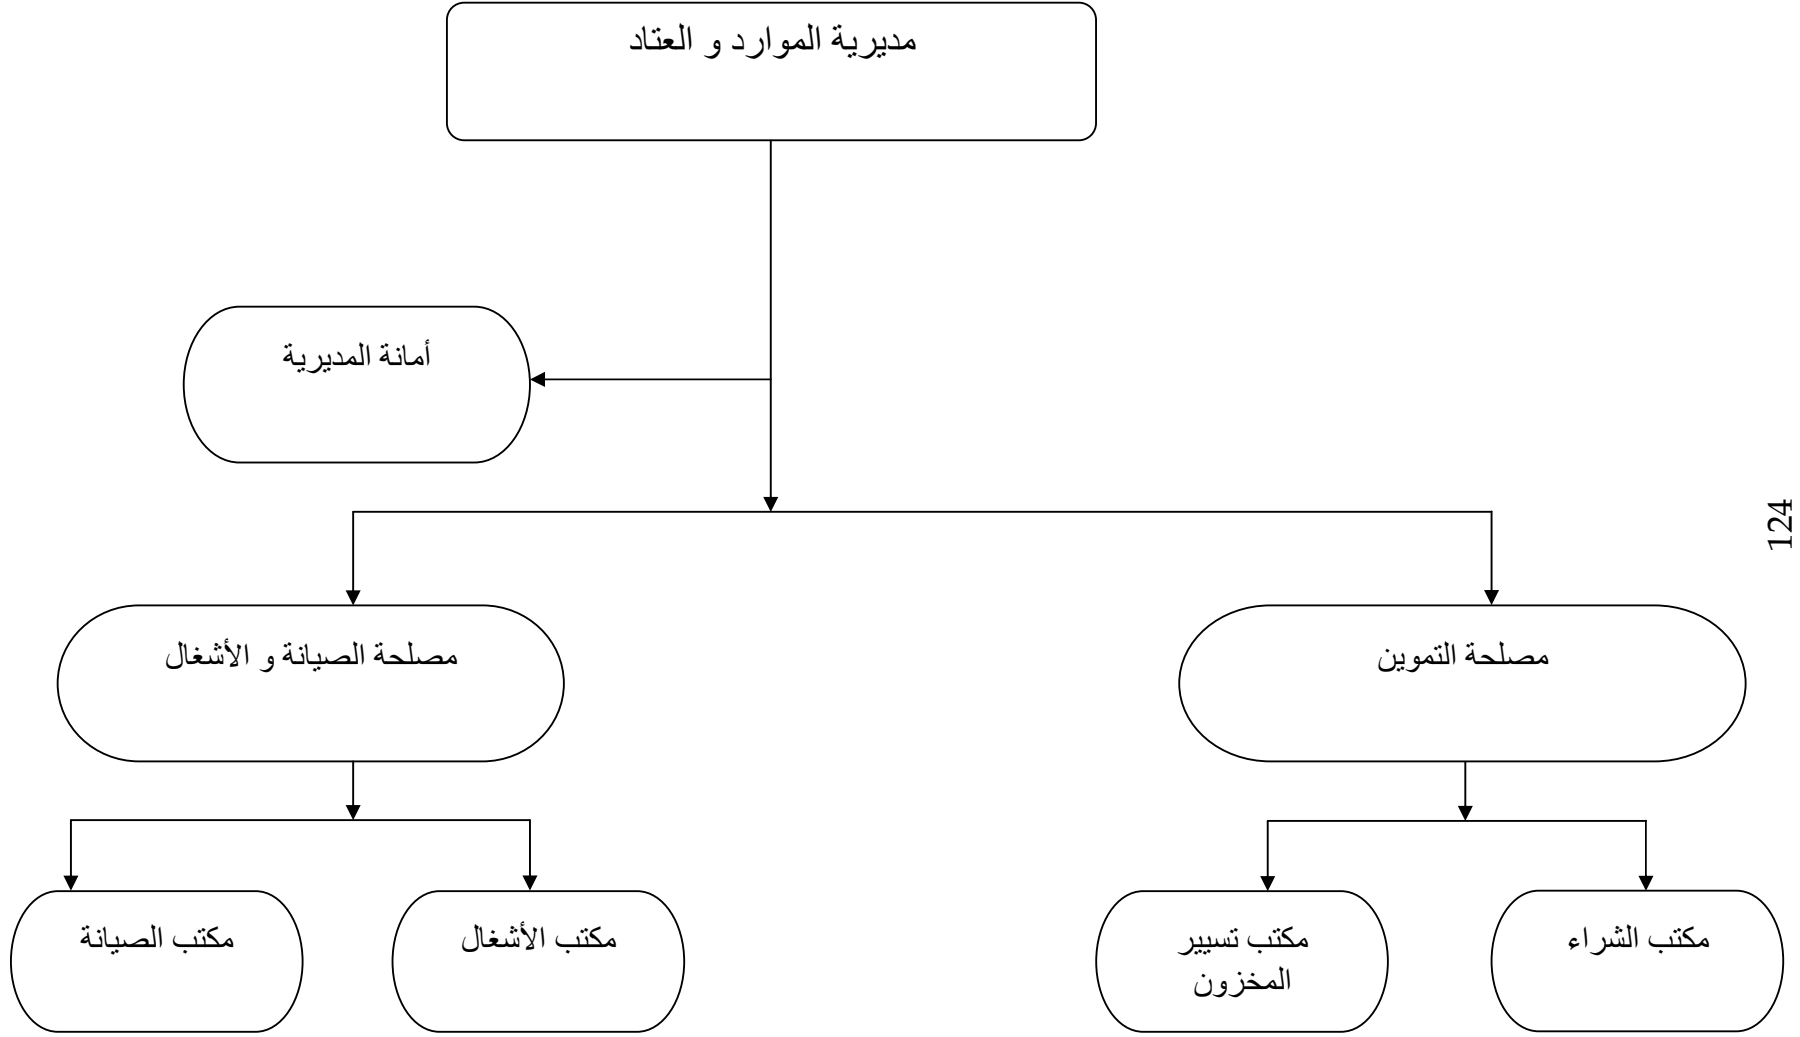 مديرية الموارد و العتاد
أمانة المديرية
124
مصلحة التموين
مصلحة الصيانة و الأشغال
مكتب الشراء
مكتب تسيير
المخزون
مكتب الأشغال
مكتب الصيانة